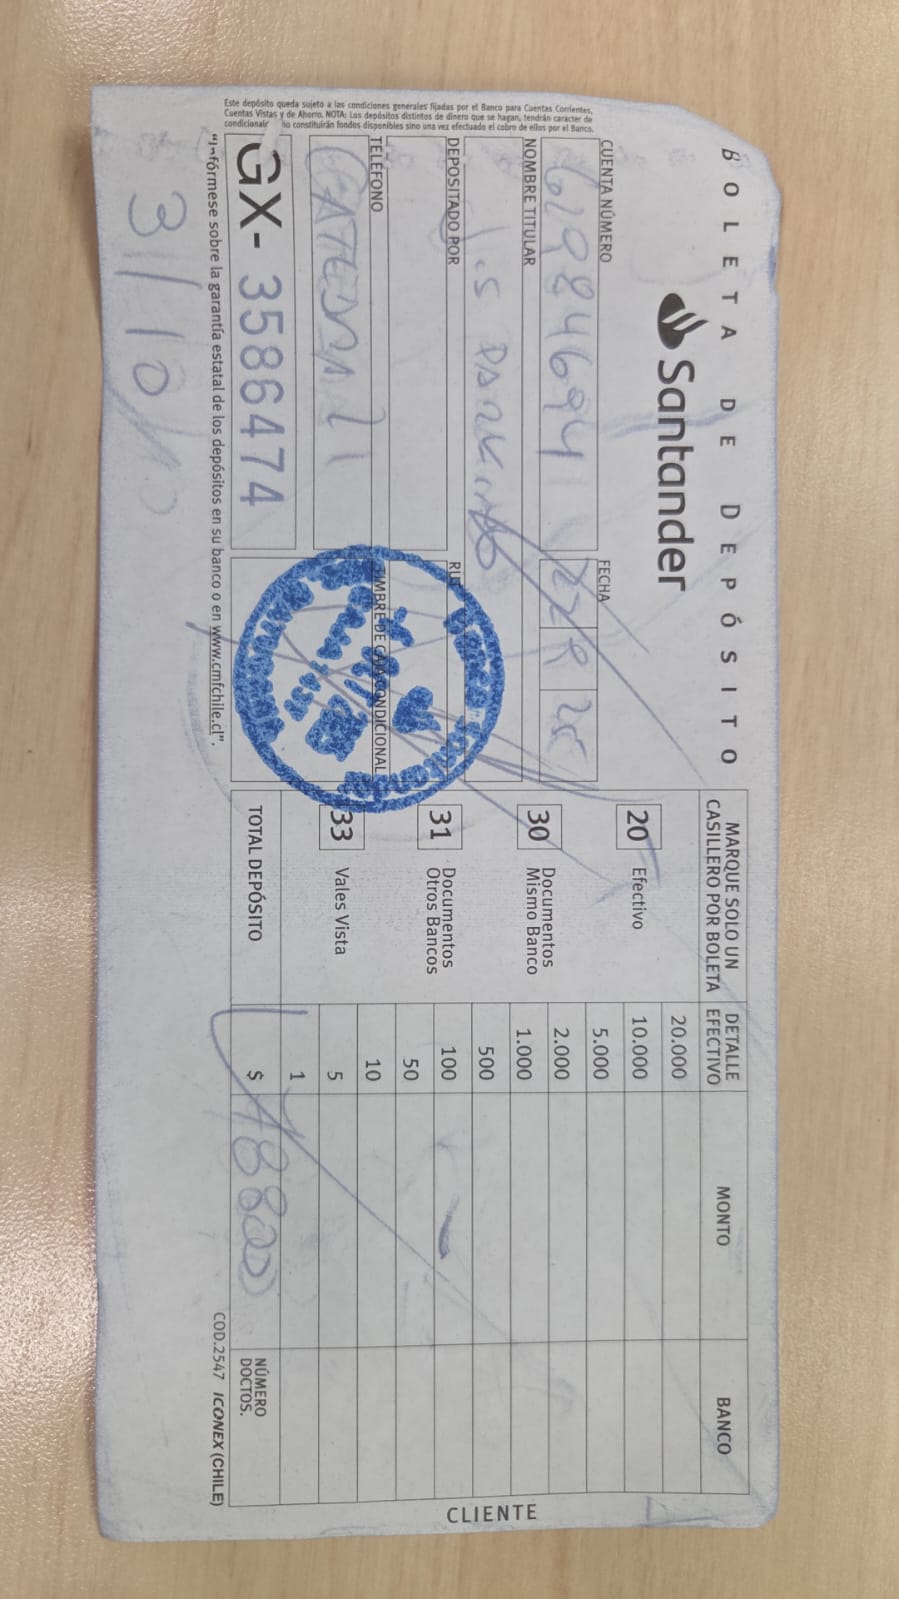 BOLETA DE DEPÓSITO
Santander
CUENTA NÚMERO
FECHA
62984694
NOMBRE TITULAR
DEPOSITADO POR
RUT
TELÉFONO
TIMBRE DE CAJA CONDICIONAL
GX- 3586474
Este depósito queda sujeto a las condiciones generales fijadas por el Banco para Cuentas Corrientes,
Cuentas Vistas y de Ahorro. NOTA: Los depósitos distintos de dinero que se hagan, tendrán caracter de
constituirán fondos disponibles sino una vez efectuado el cobro de ellos por el Banco.
"Infórmese sobre la garantía estatal de los depósitos en su banco o en www.cmfchile.cl".
31/10/
MARQUE SOLO UN
CASILLERO POR BOLETA
20 Efectivo
30 Documentos
Mismo Banco
31 Documentos
Otros Bancos
33 Vales Vista
TOTAL DEPÓSITO
DETALLE
EFECTIVO
MONTO
BANCO
20.000
10.000
5.000
2.000
1.000
500
100
50
10
5
1
$
NÚMERO
DOCTOS.
COD.2547 ICONEX (CHILE)
CLIENTE